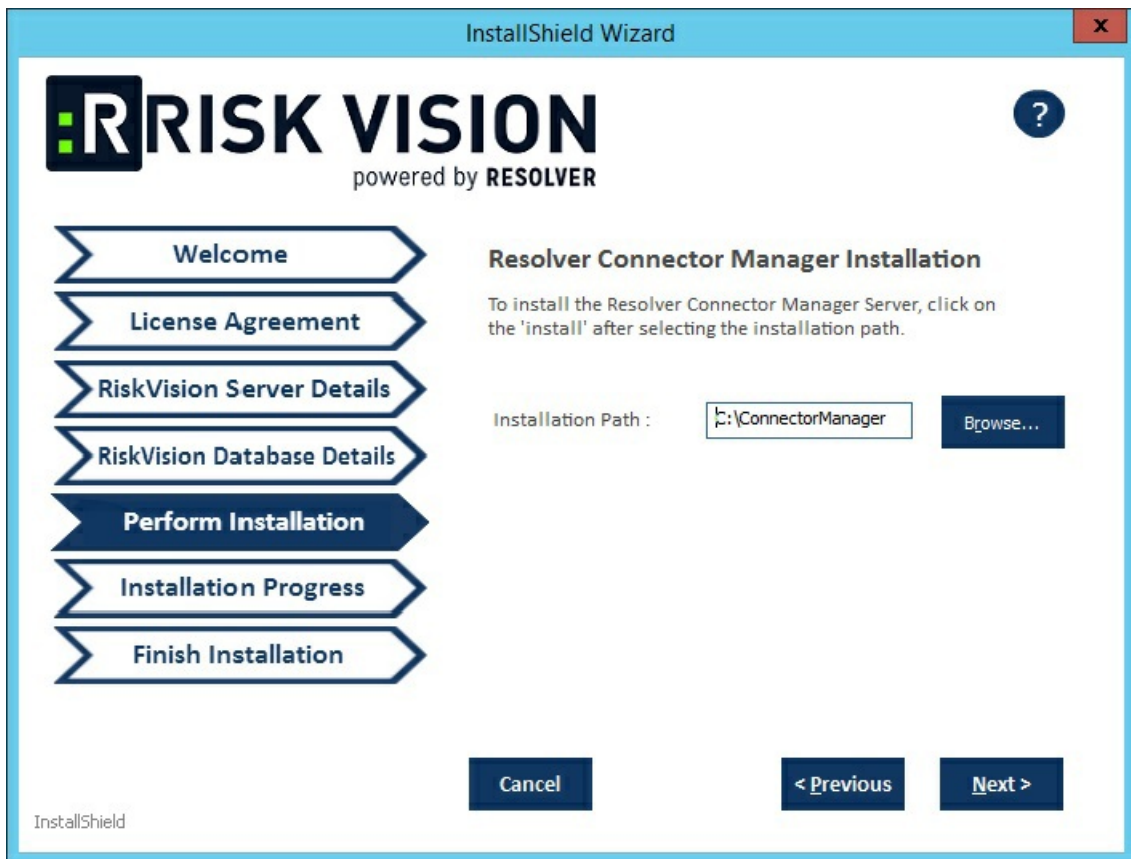 InstallShield Wizard
x
:R RISK VISION
powered by RESOLVER
?
Welcome
License Agreement
RiskVision Server Details
RiskVision Database Details
Perform Installation
Installation Progress
Finish Installation
Resolver Connector Manager Installation
To install the Resolver Connector Manager Server, click on
the 'install' after selecting the installation path.
Installation Path :
C:\ConnectorManager
Browse...
Cancel
< Previous
Next >
InstallShield